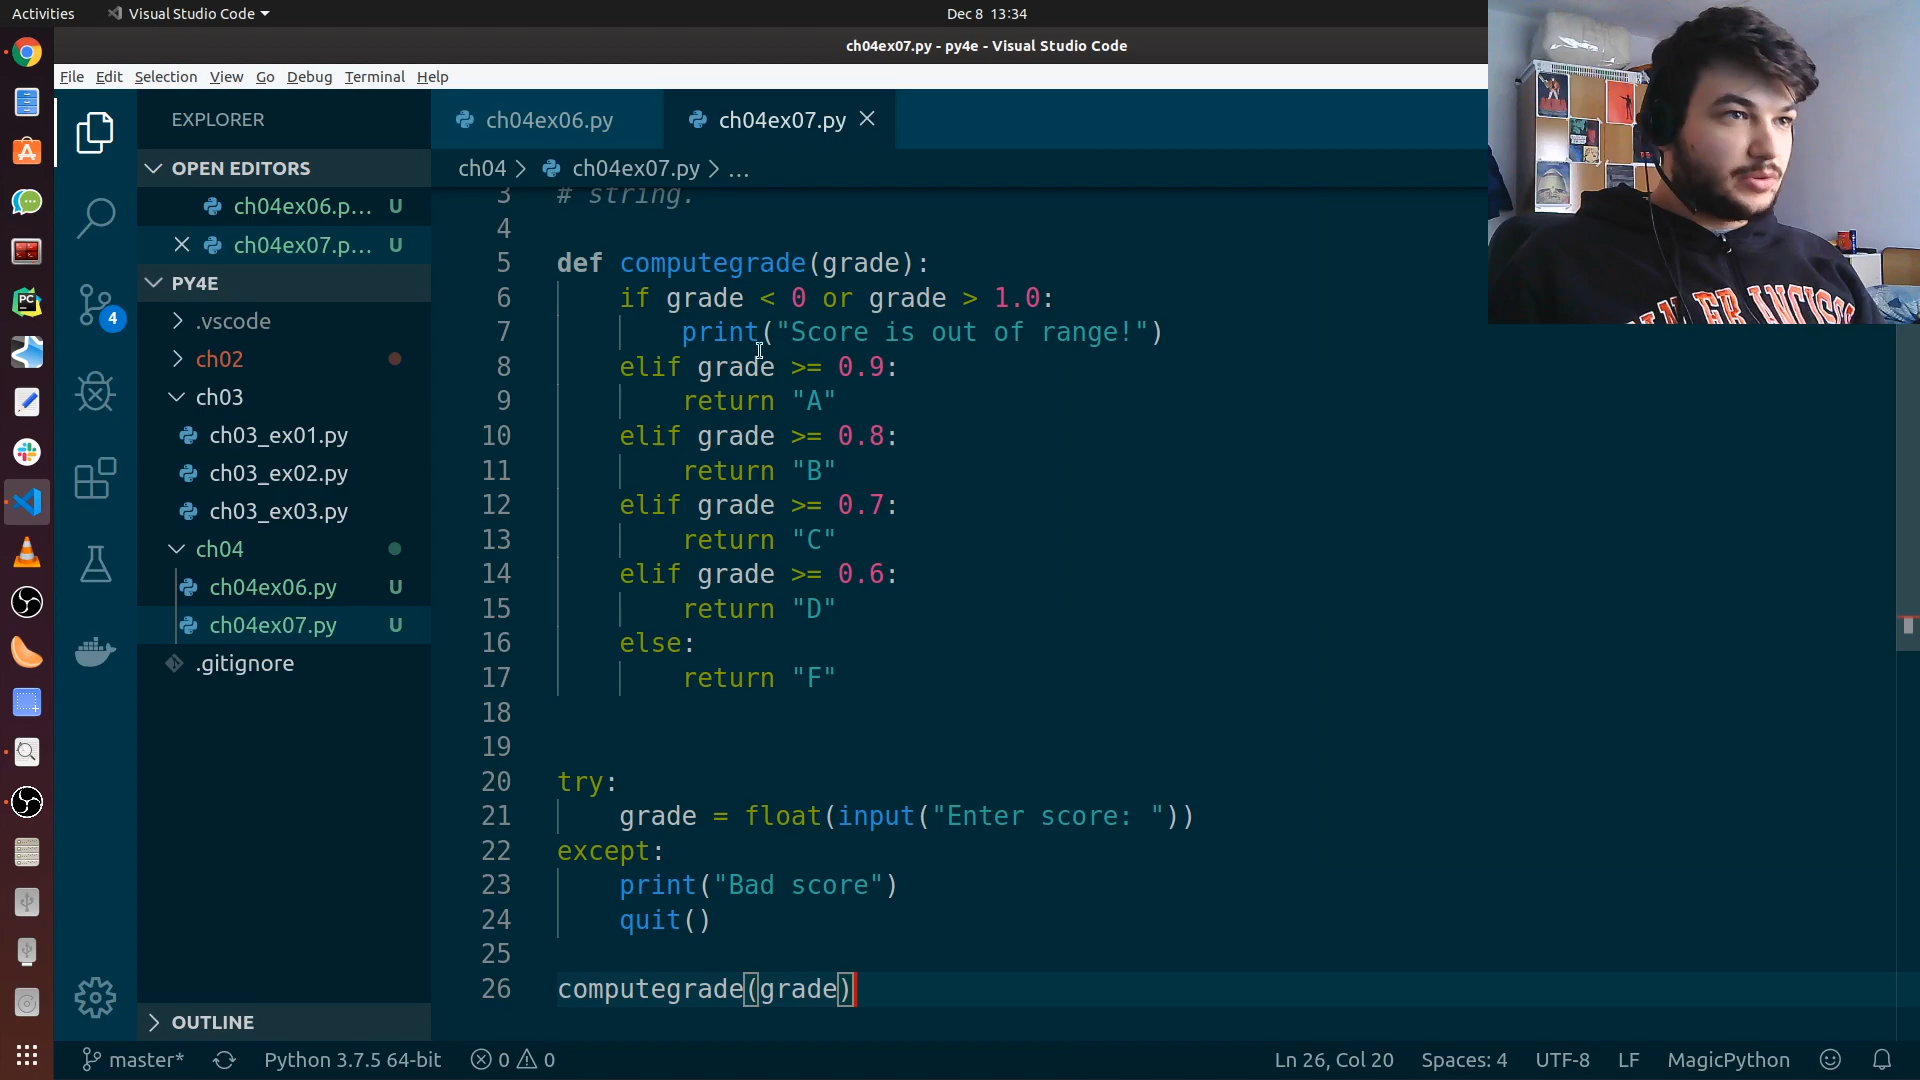 Activities
Visual Studio Code
Dec 8 13:34
ch04ex07.py - py4e - Visual Studio Code
File Edit Selection View Go Debug Terminal Help
EXPLORER
OPEN EDITORS
ch04ex06.p... U
ch04ex07.p... U
PY4E
.vscode
ch02
ch03
ch03_ex01.py
ch03_ex02.py
ch03_ex03.py
ch04
ch04ex06.py U
ch04ex07.py U
.gitignore
OUTLINE
4
PC
ch04ex06.py
ch04ex07.py
ch04 > ch04ex07.py > ...
3 # string.
4
5 def computegrade(grade):
6 if grade < 0 or grade > 1.0:
7 print("Score is out of range!")
8 elif grade >= 0.9:
9 return "A"
10 elif grade >= 0.8:
11 return "B"
12 elif grade >= 0.7:
13 return "C"
14 elif grade >= 0.6:
15 return "D"
16 else:
17 return "F"
18
19
20 try:
21 grade = float(input("Enter score: "))
22 except:
23 print("Bad score")
24 quit()
25
26 computegrade(grade)
master* Python 3.7.5 64-bit 0 0 Ln 26, Col 20 Spaces: 4 UTF-8 LF MagicPython